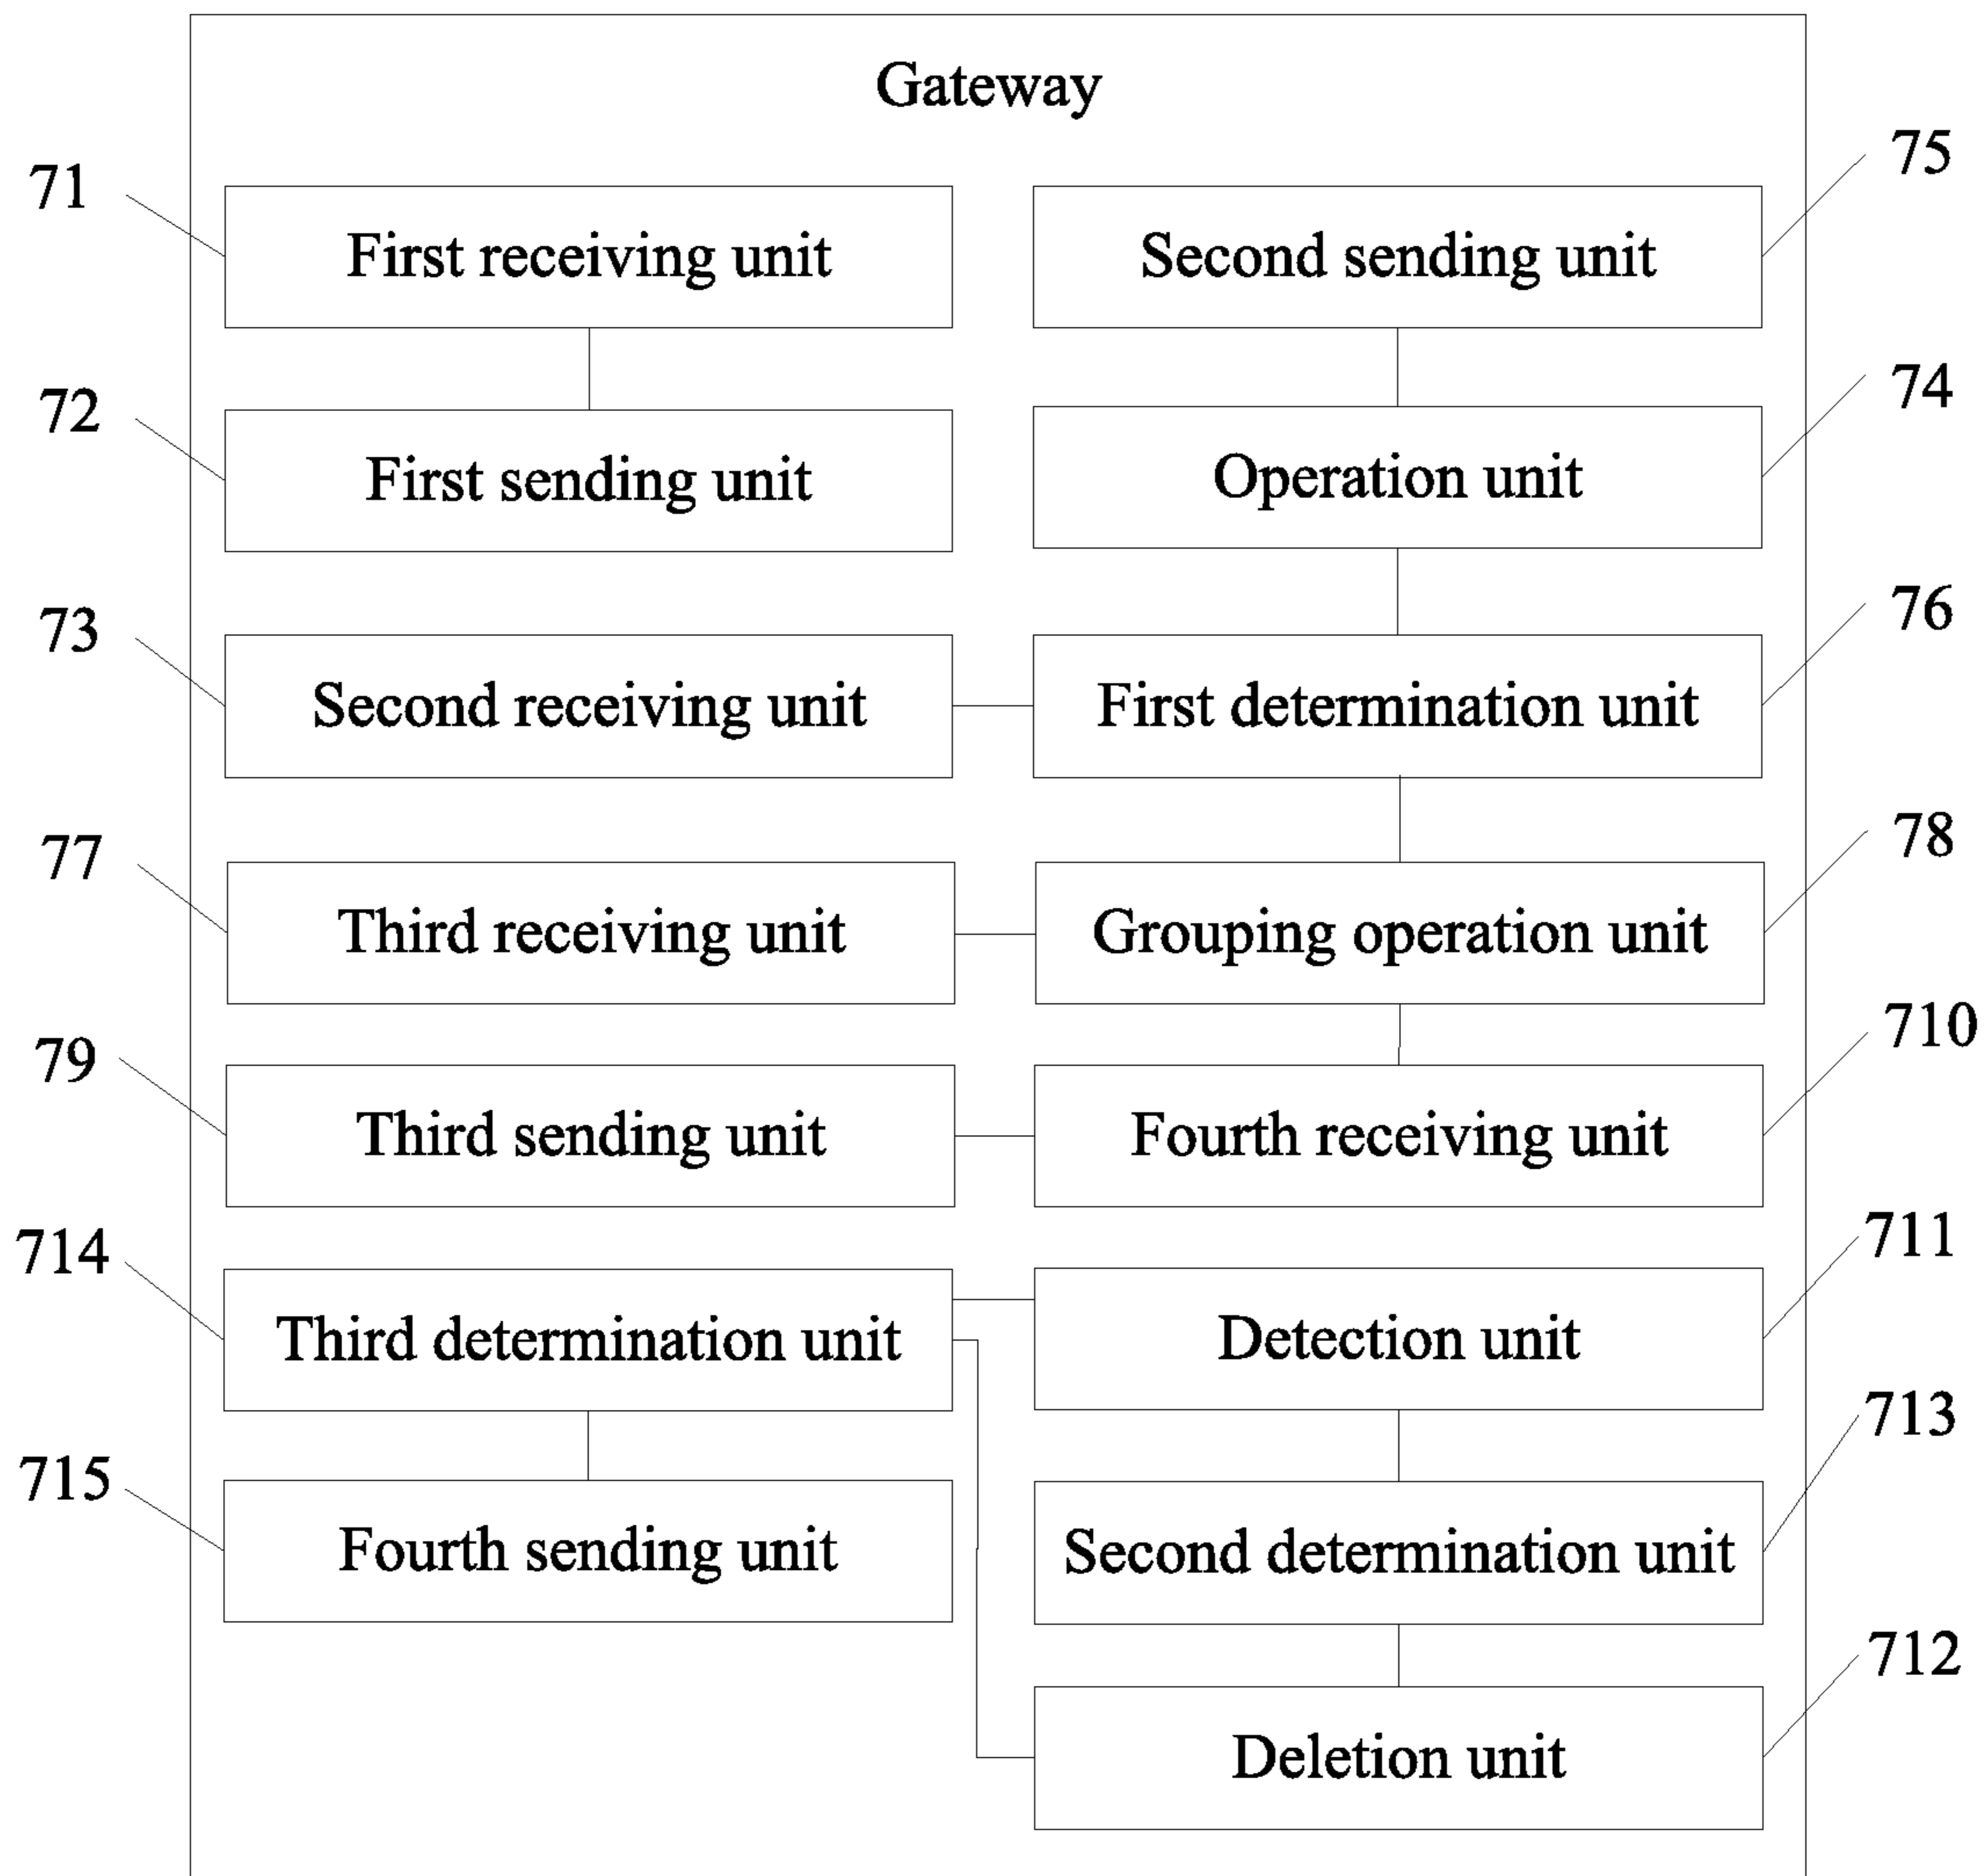 Gateway
71
First receiving unit
Second sending unit
75
72
First sending unit
Operation unit
74
73
Second receiving unit
First determination unit
76
77
Third receiving unit
Grouping operation unit
78
79
Third sending unit
Fourth receiving unit
710
714
Third determination unit
Detection unit
711
715
Fourth sending unit
Second determination unit
713
Deletion unit
712